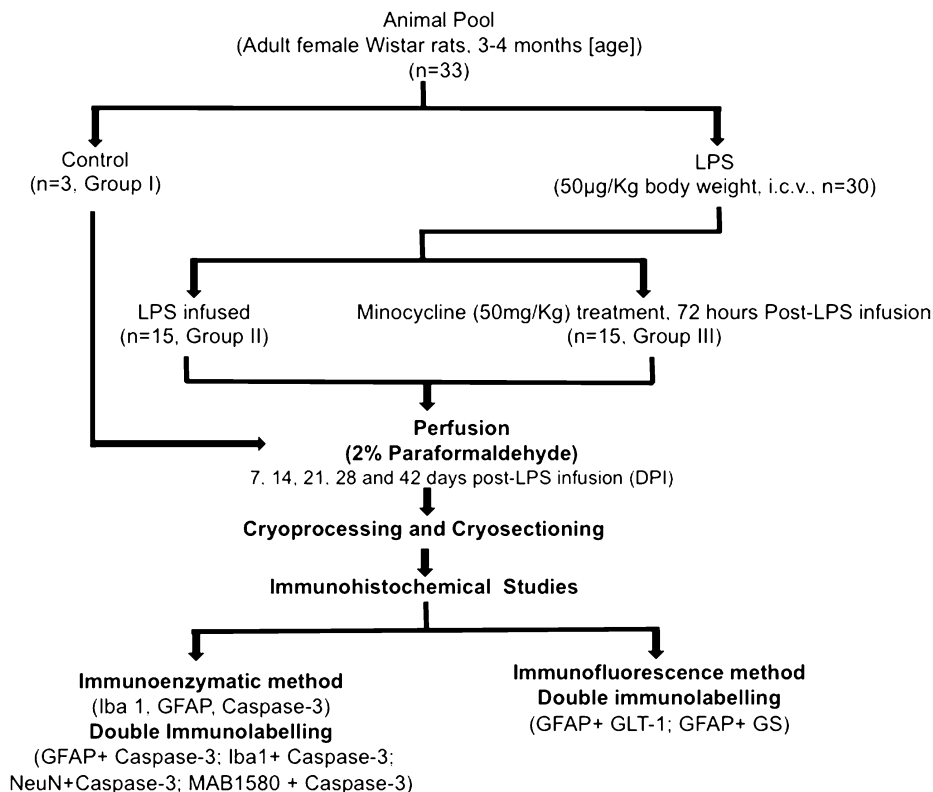 Animal Pool
(Adult female Wistar rats, 3-4 months [age])
(n=33)
Control
(n=3, Group I)
LPS
(50µg/Kg body weight, i.c.v., n=30)
LPS infused
(n=15, Group II)
Minocycline (50mg/Kg) treatment, 72 hours Post-LPS infusion
(n=15, Group III)
Perfusion
(2% Paraformaldehyde)
7, 14, 21, 28 and 42 days post-LPS infusion (DPI)
Cryoprocessing and Cryosectioning
Immunohistochemical Studies
Immunoenzymatic method
(Iba 1, GFAP, Caspase-3)
Double Immunolabelling
(GFAP+ Caspase-3; Iba1+ Caspase-3;
NeuN+Caspase-3; MAB1580 + Caspase-3)
Immunofluorescence method
Double immunolabelling
(GFAP+ GLT-1; GFAP+ GS)